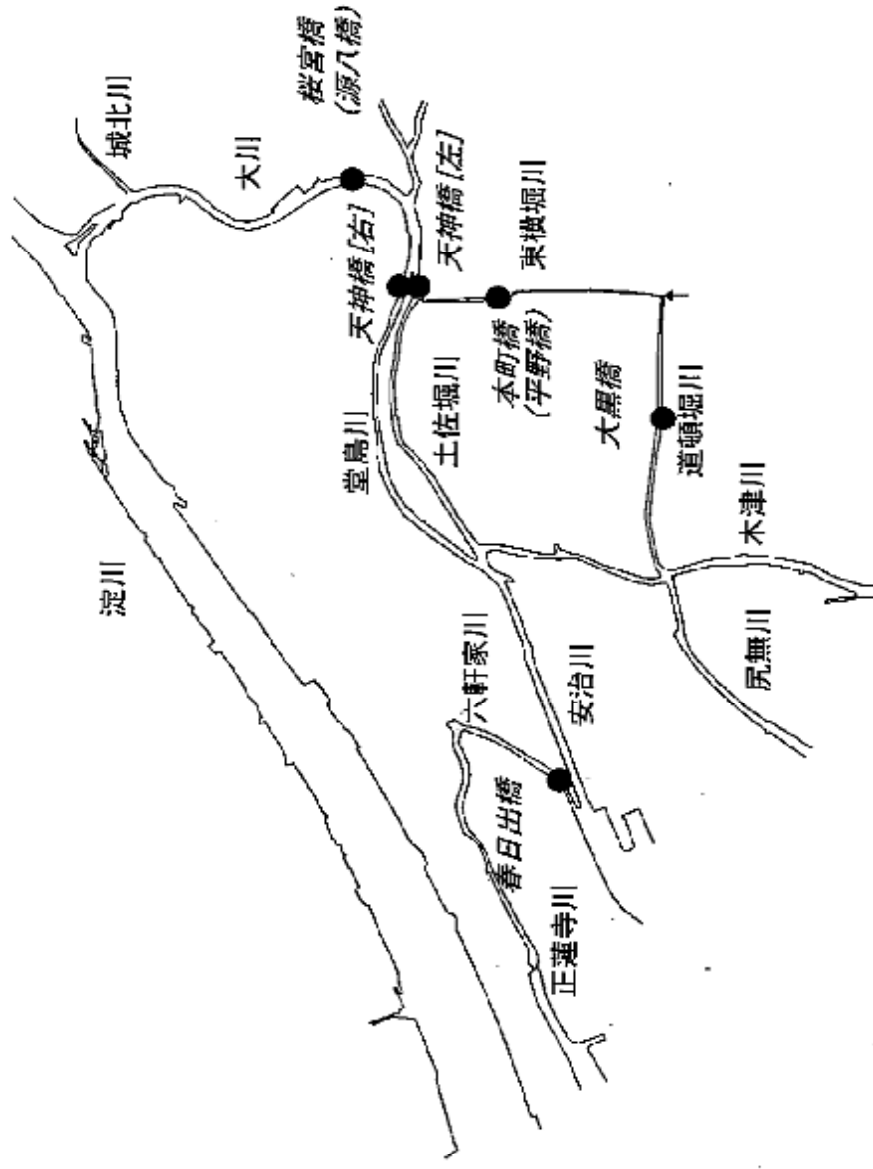 桜宮橋
(源八橋)
城北川
大川
天神橋[右]
天神橋[左]
東横堀川
本町橋
(平野橋)
土佐堀川
堂島川
大黒橋
道頓堀川
木津川
淀川
六軒家川
安治川
尻無川
春日出橋
正蓮寺川